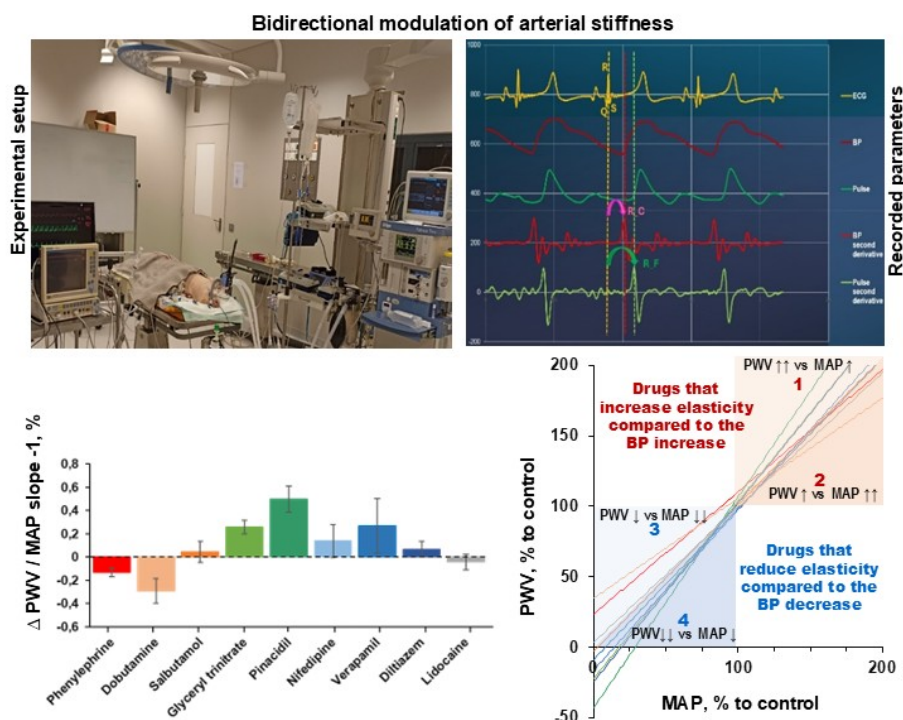 Bidirectional modulation of arterial stiffness
Experimental setup
1000
800
600
400
200
0
-200
R
Q
S
R_C
R_F
ECG
BP
Pulse
BP
second
derivative
Pulse
second
derivative
Recorded parameters
Δ PWV / MAP slope -1, %
0,8
0,6
0,4
0,2
0
-0,2
-0,4
-0,6
Phenylephrine
Dobutamine
Salbutamol
Glyceryl trinitrate
Pinacidil
Nifedipine
Verapamil
Diltiazem
Lidocaine
PWV, % to control
200
150
100
50
0
-50
Drugs that
increase elasticity
compared to the
BP increase
PWV ↑↑ vs MAP ↑
1
2
PWV ↑ vs MAP ↑↑
PWV ↓ vs MAP ↓↓
3
4
PWV↓↓ vs MAP ↓
Drugs that
reduce elasticity
compared to the
BP decrease
0
100
200
MAP, % to control